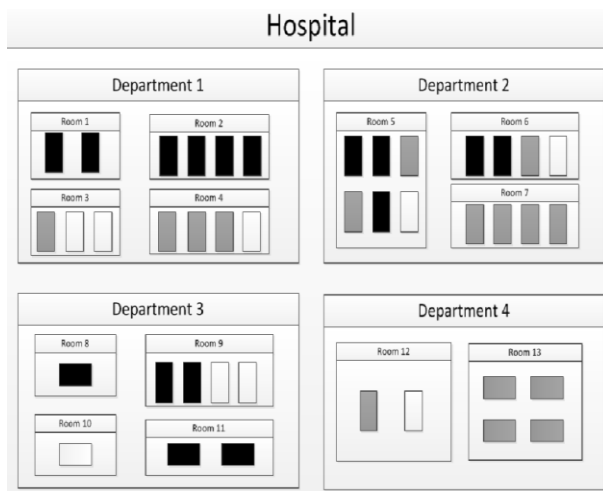 Hospital
Department 1
Room 1
Room 2
Room 3
Room 4
Department 2
Room 5
Room 6
Room 7
Department 3
Room 8
Room 9
Room 10
Room 11
Department 4
Room 12
Room 13